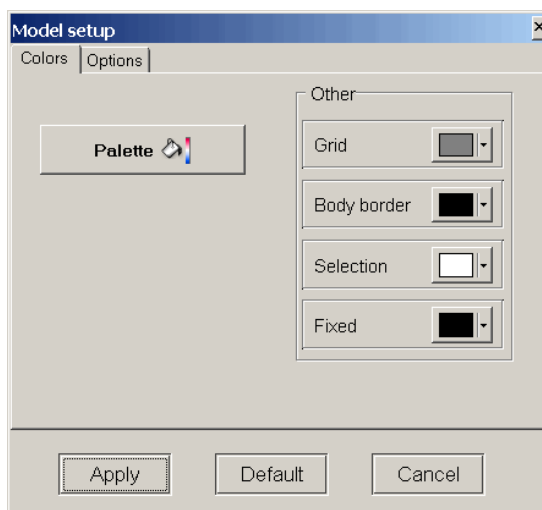 Model setup
Colors Options
Palette
Other
Grid
Body border
Selection
Fixed
Apply Default Cancel